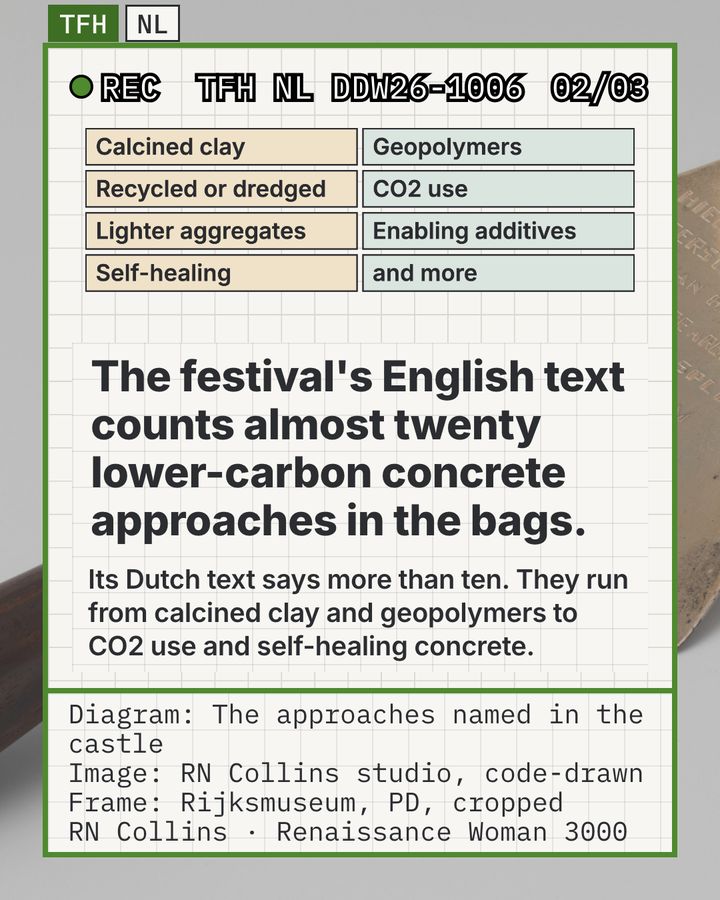 TFH NL
REC TFH NL DDW26-1006 02/03
Calcined clay Geopolymers
Recycled or dredged CO2 use
Lighter aggregates Enabling additives
Self-healing and more
The festival's English text
counts almost twenty
lower-carbon concrete
approaches in the bags.
Its Dutch text says more than ten. They run
from calcined clay and geopolymers to
CO2 use and self-healing concrete.
Diagram: The approaches named in the
castle
Image: RN Collins studio, code-drawn
Frame: Rijksmuseum, PD, cropped
RN Collins · Renaissance Woman 3000